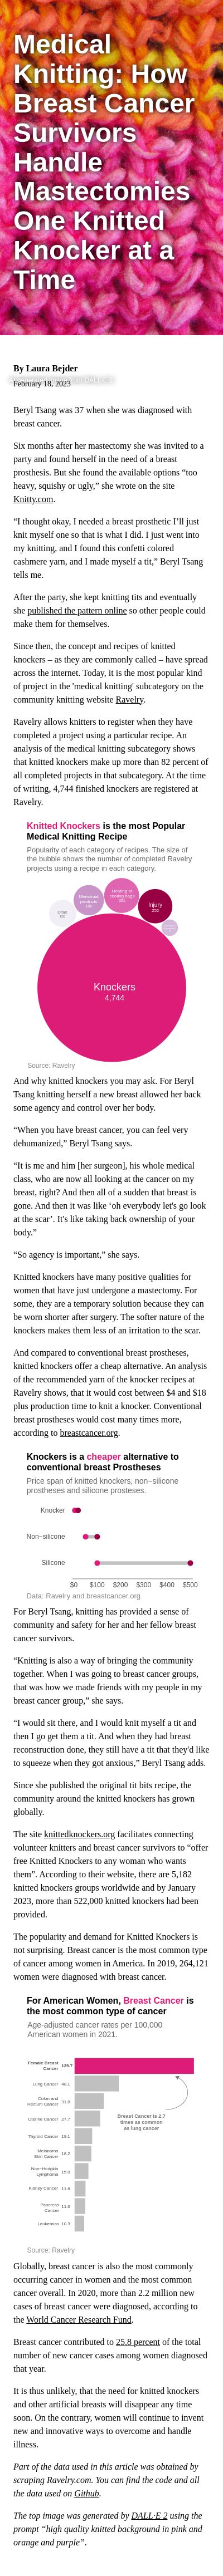 Medical
Knitting: How
Breast Cancer
Survivors
Handle
Mastectomies
One Knitted
Knocker at a
Time
By Laura Bejder
February 18, 2023
Beryl Tsang was 37 when she was diagnosed with
breast cancer.
Six months after her mastectomy she was invited to a
party and found herself in the need of a breast
prosthesis. But she found the available options “too
heavy, squishy or ugly,” she wrote on the site
Knitty.com.
“I thought okay, I needed a breast prosthetic I’ll just
knit myself one so that is what I did. I just went into
my knitting, and I found this confetti colored
cashmere yarn, and I made myself a tit,” Beryl Tsang
tells me.
After the party, she kept knitting tits and eventually
she published the pattern online so other people could
make them for themselves.
Since then, the concept and recipes of knitted
knockers – as they are commonly called – have spread
across the internet. Today, it is the most popular kind
of project in the 'medical knitting' subcategory on the
community knitting website Ravelry.
Ravelry allows knitters to register when they have
completed a project using a particular recipe. An
analysis of the medical knitting subcategory shows
that knitted knockers make up more than 82 percent of
all completed projects in that subcategory. At the time
of writing, 4,744 finished knockers are registered at
Ravelry.
Knitted Knockers is the most Popular
Medical Knitting Recipe
Popularity of each category of recipes. The size of
the bubble shows the number of completed Ravelry
projects using a recipe in each category.
Other
Injury
252
Knockers
4,744
Source: Ravelry
And why knitted knockers you may ask. For Beryl
Tsang knitting herself a new breast allowed her back
some agency and control over her body.
“When you have breast cancer, you can feel very
dehumanized,” Beryl Tsang says.
“It is me and him [her surgeon], his whole medical
class, who are now all looking at the cancer on my
breast, right? And then all of a sudden that breast is
gone. And then it was like ‘oh everybody let's go look
at the scar’. It's like taking back ownership of your
body.”
“So agency is important,” she says.
Knitted knockers have many positive qualities for
women that have just undergone a mastectomy. For
some, they are a temporary solution because they can
be worn shorter after surgery. The softer nature of the
knockers makes them less of an irritation to the scar.
And compared to conventional breast prostheses,
knitted knockers offer a cheap alternative. An analysis
of the recommended yarn of the knocker recipes at
Ravelry shows, that it would cost between $4 and $18
plus production time to knit a knocker. Conventional
breast prostheses would cost many times more,
according to breastcancer.org.
Knockers is a cheaper alternative to
conventional breast Prostheses
Price span of knitted knockers, non−silicone
prostheses and silicone prosteses.
Knocker
Non−silicone
Silicone
$0 $100 $200 $300 $400 $500
Data: Ravelry and breastcancer.org
For Beryl Tsang, knitting has provided a sense of
community and safety for her and her fellow breast
cancer survivors.
“Knitting is also a way of bringing the community
together. When I was going to breast cancer groups,
that was how we made friends with my people in my
breast cancer group,” she says.
“I would sit there, and I would knit myself a tit and
then I go get them a tit. And when they had breast
reconstruction done, they still have a tit that they'd like
to squeeze when they got anxious,” Beryl Tsang adds.
Since she published the original tit bits recipe, the
community around the knitted knockers has grown
globally.
The site knittedknockers.org facilitates connecting
volunteer knitters and breast cancer survivors to “offer
free Knitted Knockers to any woman who wants
them”. According to their website, there are 5,182
knitted knockers groups worldwide and by January
2023, more than 522,000 knitted knockers had been
provided.
The popularity and demand for Knitted Knockers is
not surprising. Breast cancer is the most common type
of cancer among women in America. In 2019, 264,121
women were diagnosed with breast cancer.
For American Women, Breast Cancer is
the most common type of cancer
Age-adjusted cancer rates per 100,000
American women in 2021.
Female Breast
Cancer 129.7
Lung Cancer 48.1
Colon and
Rectum Cancer 31.8
Uterine Cancer 27.7
Thyroid Cancer 19.1
Melanoma
Skin Cancer 18.2
Non−Hodgkin
Lymphoma 15.0
Kidney Cancer 11.8
Pancreas
Cancer 11.6
Leukemias 10.3
Breast Cancer is 2.7
times as common
as lung cancer
Source: Ravelry
Globally, breast cancer is also the most commonly
occurring cancer in women and the most common
cancer overall. In 2020, more than 2.2 million new
cases of breast cancer were diagnosed, according to
the World Cancer Research Fund.
Breast cancer contributed to 25.8 percent of the total
number of new cancer cases among women diagnosed
that year.
It is thus unlikely, that the need for knitted knockers
and other artificial breasts will disappear any time
soon. On the contrary, women will continue to invent
new and innovative ways to overcome and handle
illness.
Part of the data used in this article was obtained by
scraping Ravelry.com. You can find the code and all
the data used on Github.
The top image was generated by DALL·E 2 using the
prompt “high quality knitted background in pink and
orange and purple”.